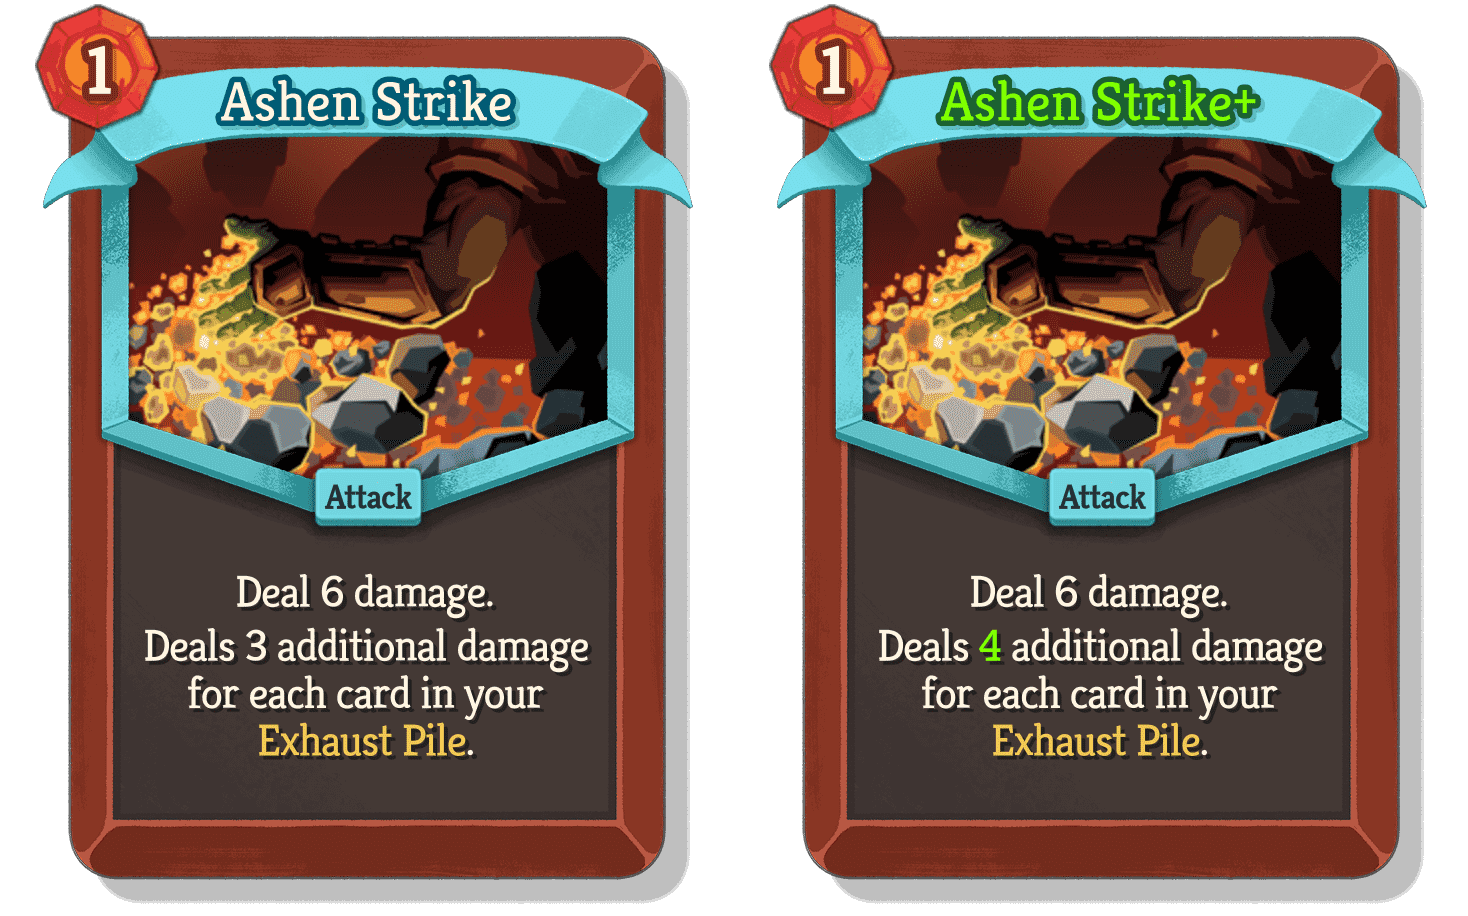 1
Ashen Strike
Attack
Deal 6 damage.
Deals 3 additional damage
for each card in your
Exhaust Pile.
1
Ashen Strike+
Attack
Deal 6 damage.
Deals 4 additional damage
for each card in your
Exhaust Pile.